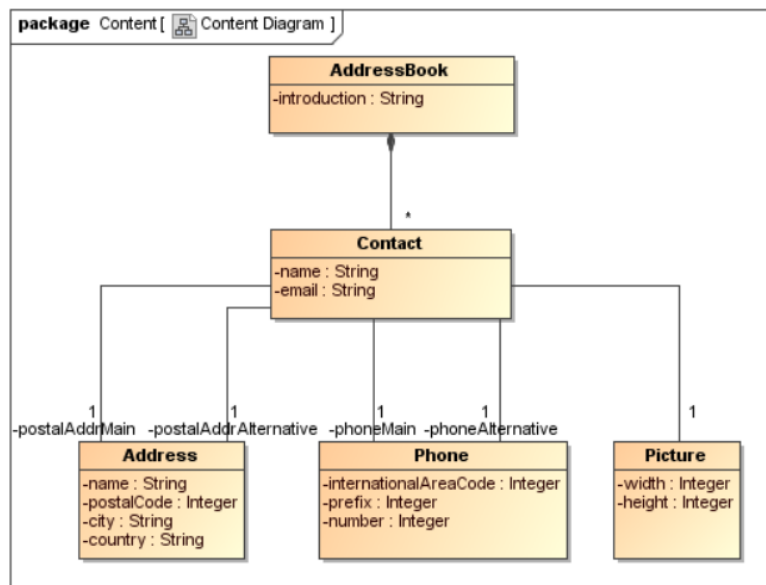 package Content [ Content Diagram ]
AddressBook
-introduction : String
*
Contact
-name : String
-email : String
1
-postalAddrMain
1
-postalAddrAlternative
1
-phoneMain
1
-phoneAlternative
1
Address
-name : String
-postalCode : Integer
-city : String
-country : String
Phone
-internationalAreaCode : Integer
-prefix : Integer
-number : Integer
Picture
-width : Integer
-height : Integer